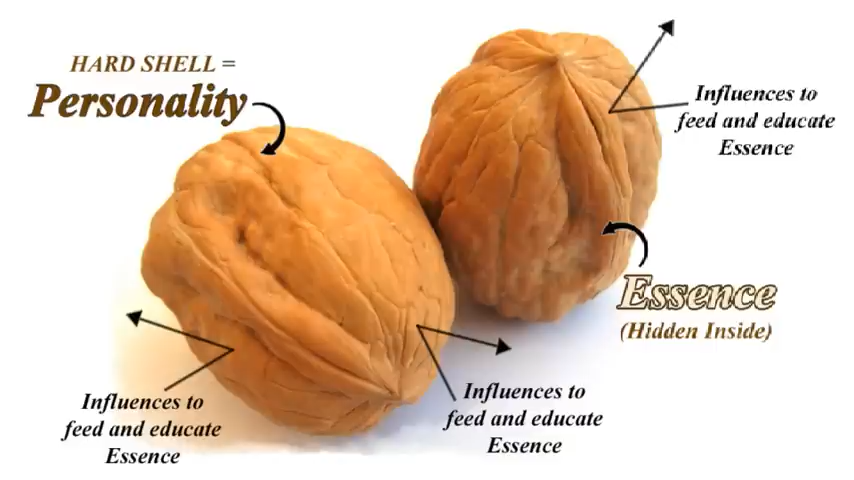 HARD SHELL =
Personality
Influences to
feed and educate
Essence
Essence
(Hidden Inside)
Influences to
feed and educate
Essence
Influences to
feed and educate
Essence